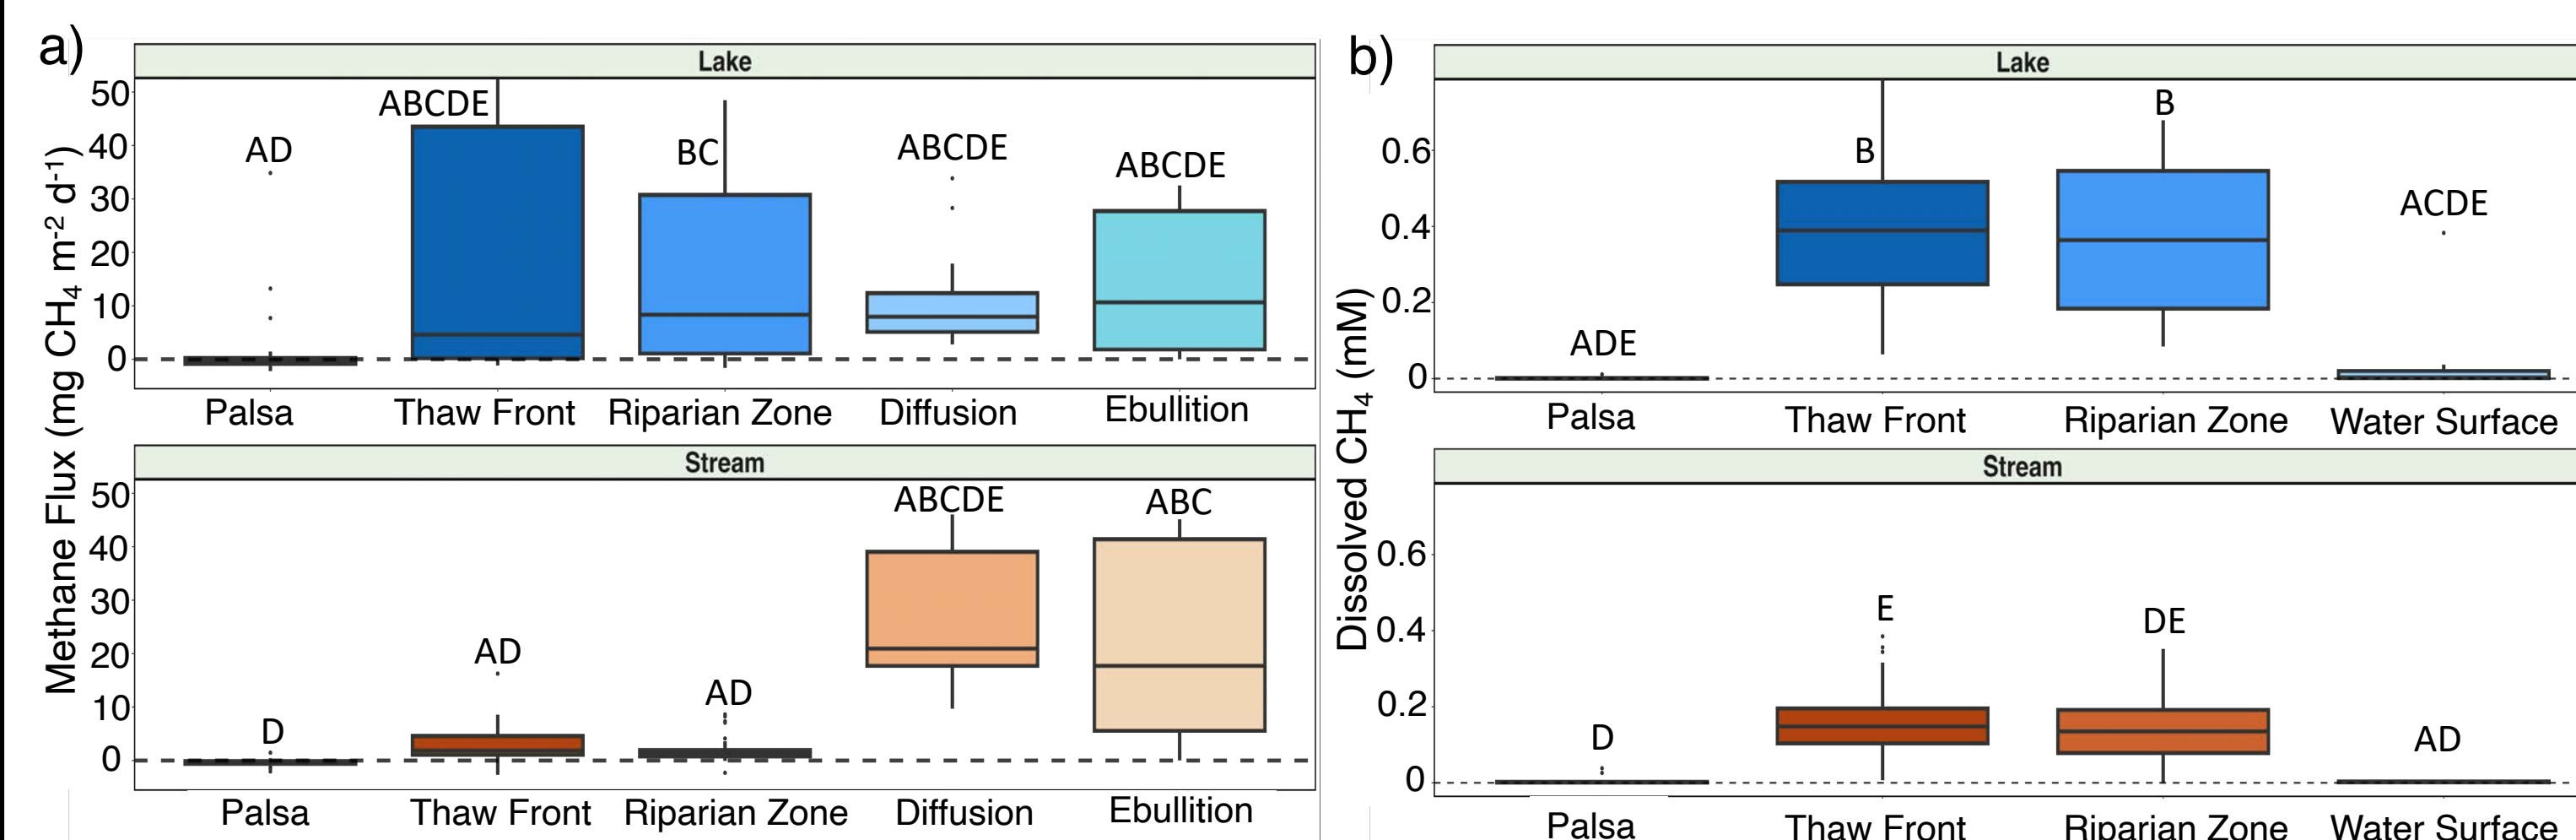 a)
Methane Flux (mg CH₄ m⁻² d⁻¹)
Lake
50
40
30
20
10
0
AD
ABCDE
BC
ABCDE
ABCDE
Palsa
Thaw Front
Riparian Zone
Diffusion
Ebullition
Stream
50
40
30
20
10
0
D
AD
AD
ABCDE
ABC
Palsa
Thaw Front
Riparian Zone
Diffusion
Ebullition
b)
Dissolved CH₄ (mM)
Lake
0.6
0.4
0.2
0
ADE
B
B
ACDE
Palsa
Thaw Front
Riparian Zone
Water Surface
Stream
0.6
0.4
0.2
0
D
E
DE
AD
Palsa
Thaw Front
Riparian Zone
Water Surface